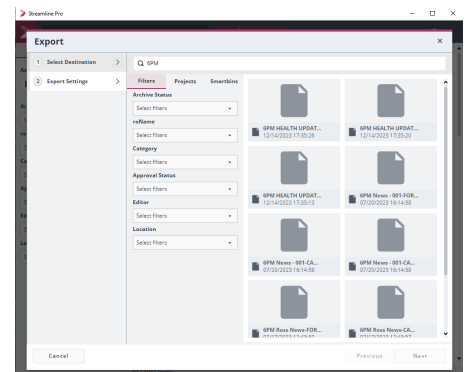 Streamline Pro
Export
1 Select Destination
2 Export Settings
6PM
Filters Projects Smartbins
Archive Status
Select filters
roName
Select filters
Category
Select filters
Approval Status
Select filters
Editor
Select filters
Location
Select filters
6PM HEALTH UPDAT...
12/14/2023 17:35:26
6PM HEALTH UPDAT...
12/14/2023 17:35:20
6PM HEALTH UPDAT...
12/14/2023 17:35:13
6PM News - 001-FOR...
07/20/2023 16:14:58
6PM News - 001-CA...
07/20/2023 16:14:58
6PM News - 001-CA...
07/20/2023 16:14:58
6PM Ross News-FOR...
6PM Ross News-CA...
Cancel
Previous Next